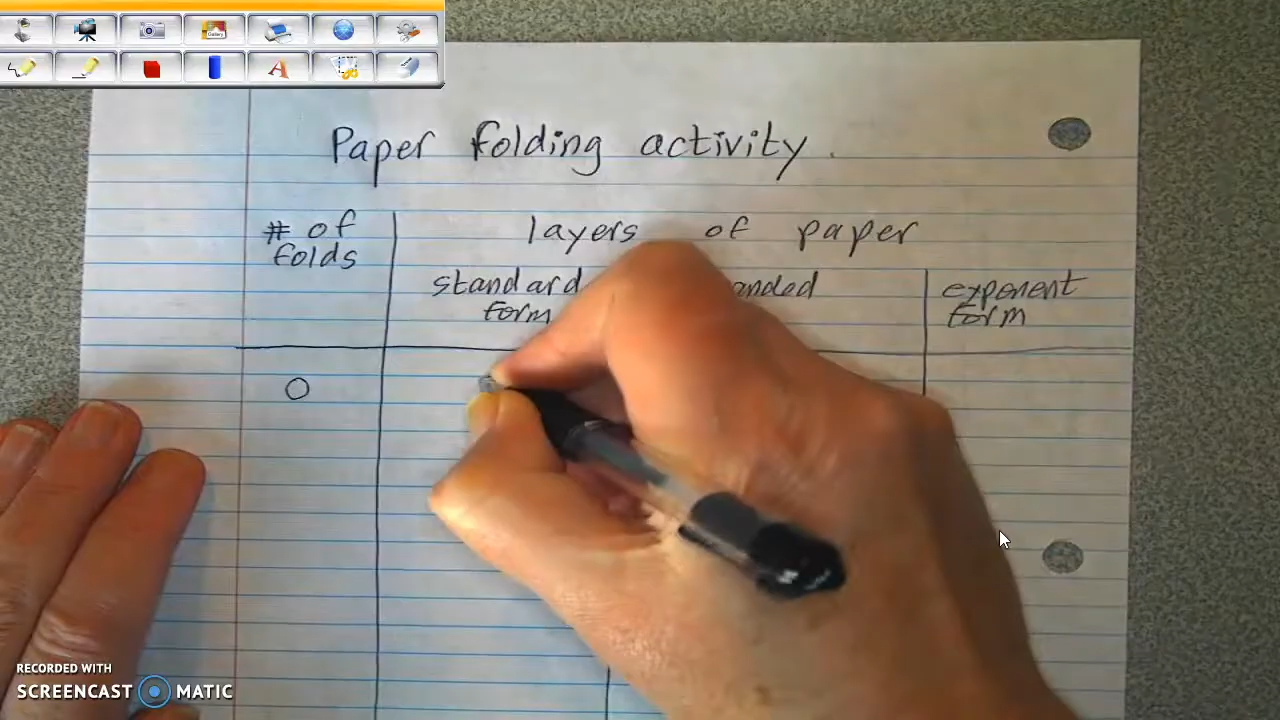 Paper folding activity.
# of
folds
layers of paper
standard
form
exponent
form
0
RECORDED WITH
SCREENCAST MATIC